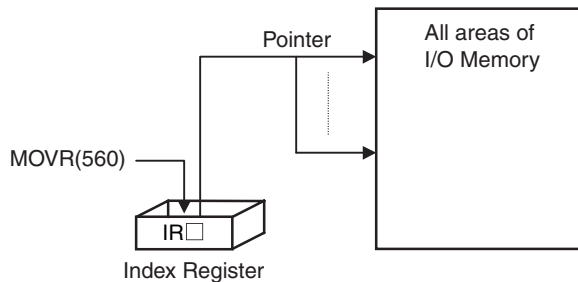 Pointer
All areas of
I/O Memory
MOVR(560)
IR□
Index Register